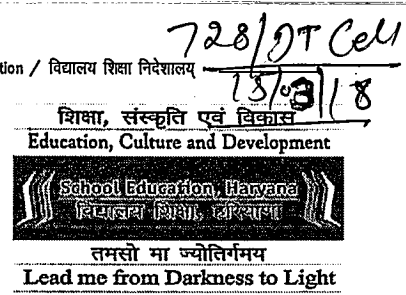 728/DT Cell
tion / विद्यालय शिक्षा निदेशालय
13/03/18
शिक्षा, संस्कृति एवं विकास
Education, Culture and Development
School Education, Haryana
विद्यालय शिक्षा, हरियाणा
तमसो मा ज्योतिर्गमय
Lead me from Darkness to Light